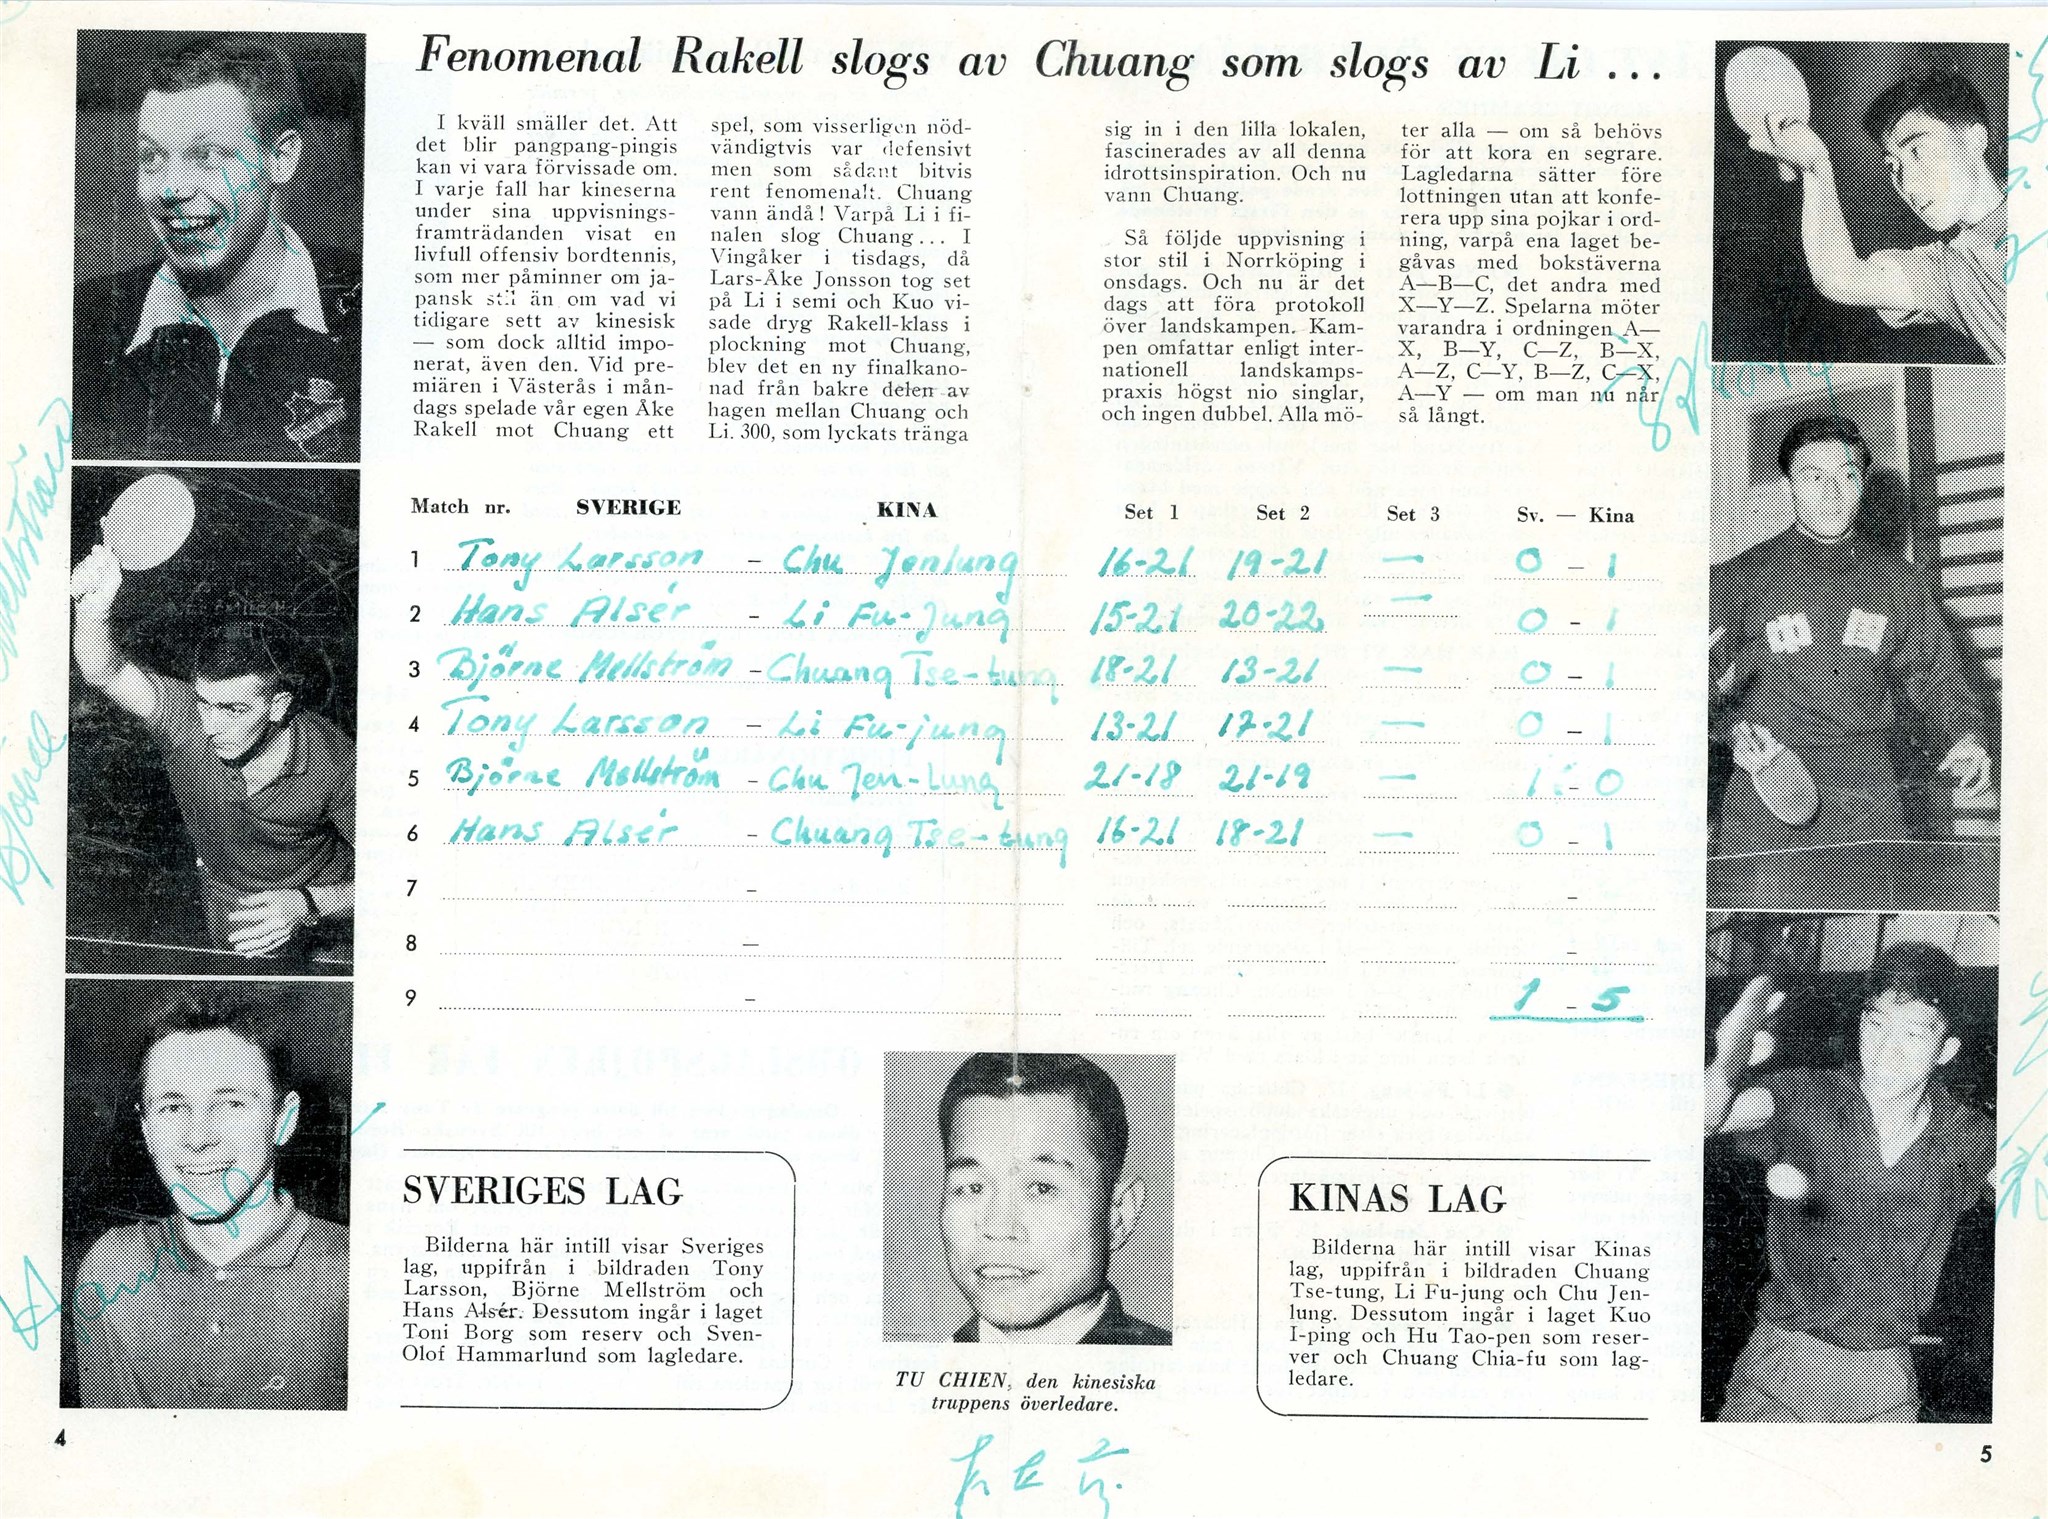 Fenomenal Rakell slogs av Chuang som slogs av Li ...
I kväll smäller det. Att
det blir pangpang-pingis
kan vi vara förvissade om.
I varje fall har kineserna
under sina uppvisnings-
framträdanden visat en
livfull offensiv bordtennis,
som mer påminner om ja-
pansk stil än om vad vi
tidigare sett av kinesisk
— som dock alltid impo-
nerat, även den. Vid pre-
miären i Västerås i mån-
dags spelade vår egen Åke
Rakell mot Chuang ett
spel, som visserligen nöd-
vändigtvis var defensivt
men som sådant bitvis
rent fenomenalt. Chuang
vann ändå! Varpå Li i fi-
nalen slog Chuang... I
Vingåker i tisdags, då
Lars-Åke Jonsson tog set
på Li i semi och Kuo vi-
sade dryg Rakell-klass i
plockning mot Chuang,
blev det en ny finalkano-
nad från bakre delen av
hagen mellan Chuang och
Li. 300, som lyckats tränga
sig in i den lilla lokalen,
fascinerades av all denna
idrottsinspiration. Och nu
vann Chuang.
Så följde uppvisning i
stor stil i Norrköping i
onsdags. Och nu är det
dags att föra protokoll
över landskampen. Kam-
pen omfattar enligt inter-
nationell landskamps-
praxis högst nio singlar,
och ingen dubbel. Alla mö-
ter alla — om så behövs
för att kora en segrare.
Lagledarna sätter före
lottningen utan att konfe-
rera upp sina pojkar i ord-
ning, varpå ena laget be-
gåvas med bokstäverna
A—B—C, det andra med
X—Y—Z. Spelarna möter
varandra i ordningen A—
X, B—Y, C—Z, B—X,
A—Z, C—Y, B—Z, C—X,
A—Y — om man nu når
så långt.
Match nr. SVERIGE KINA Set 1 Set 2 Set 3 Sv. — Kina
1 Tony Larsson – Chu Jenlung 16-21 19-21 — 0 – 1
2 Hans Alsér – Li Fu-Jung 15-21 20-22 — 0 – 1
3 Björne Mellström – Chuang Tse-tung 18-21 13-21 — 0 – 1
4 Tony Larsson – Li Fu-jung 13-21 17-21 — 0 – 1
5 Björne Mellström – Chu Jen-Lung 21-18 21-19 — 1 – 0
6 Hans Alsér – Chuang Tse-tung 16-21 18-21 — 0 – 1
7 – –
8 – –
9 – 1 – 5
SVERIGES LAG
Bilderna här intill visar Sveriges
lag, uppifrån i bildraden Tony
Larsson, Björne Mellström och
Hans Alsér. Dessutom ingår i laget
Toni Borg som reserv och Sven-
Olof Hammarlund som lagledare.
TU CHIEN, den kinesiska
truppens överledare.
KINAS LAG
Bilderna här intill visar Kinas
lag, uppifrån i bildraden Chuang
Tse-tung, Li Fu-jung och Chu Jen-
lung. Dessutom ingår i laget Kuo
I-ping och Hu Tao-pen som reser-
ver och Chuang Chia-fu som lag-
ledare.
Björne Mellström
Hans Alsér
4
5